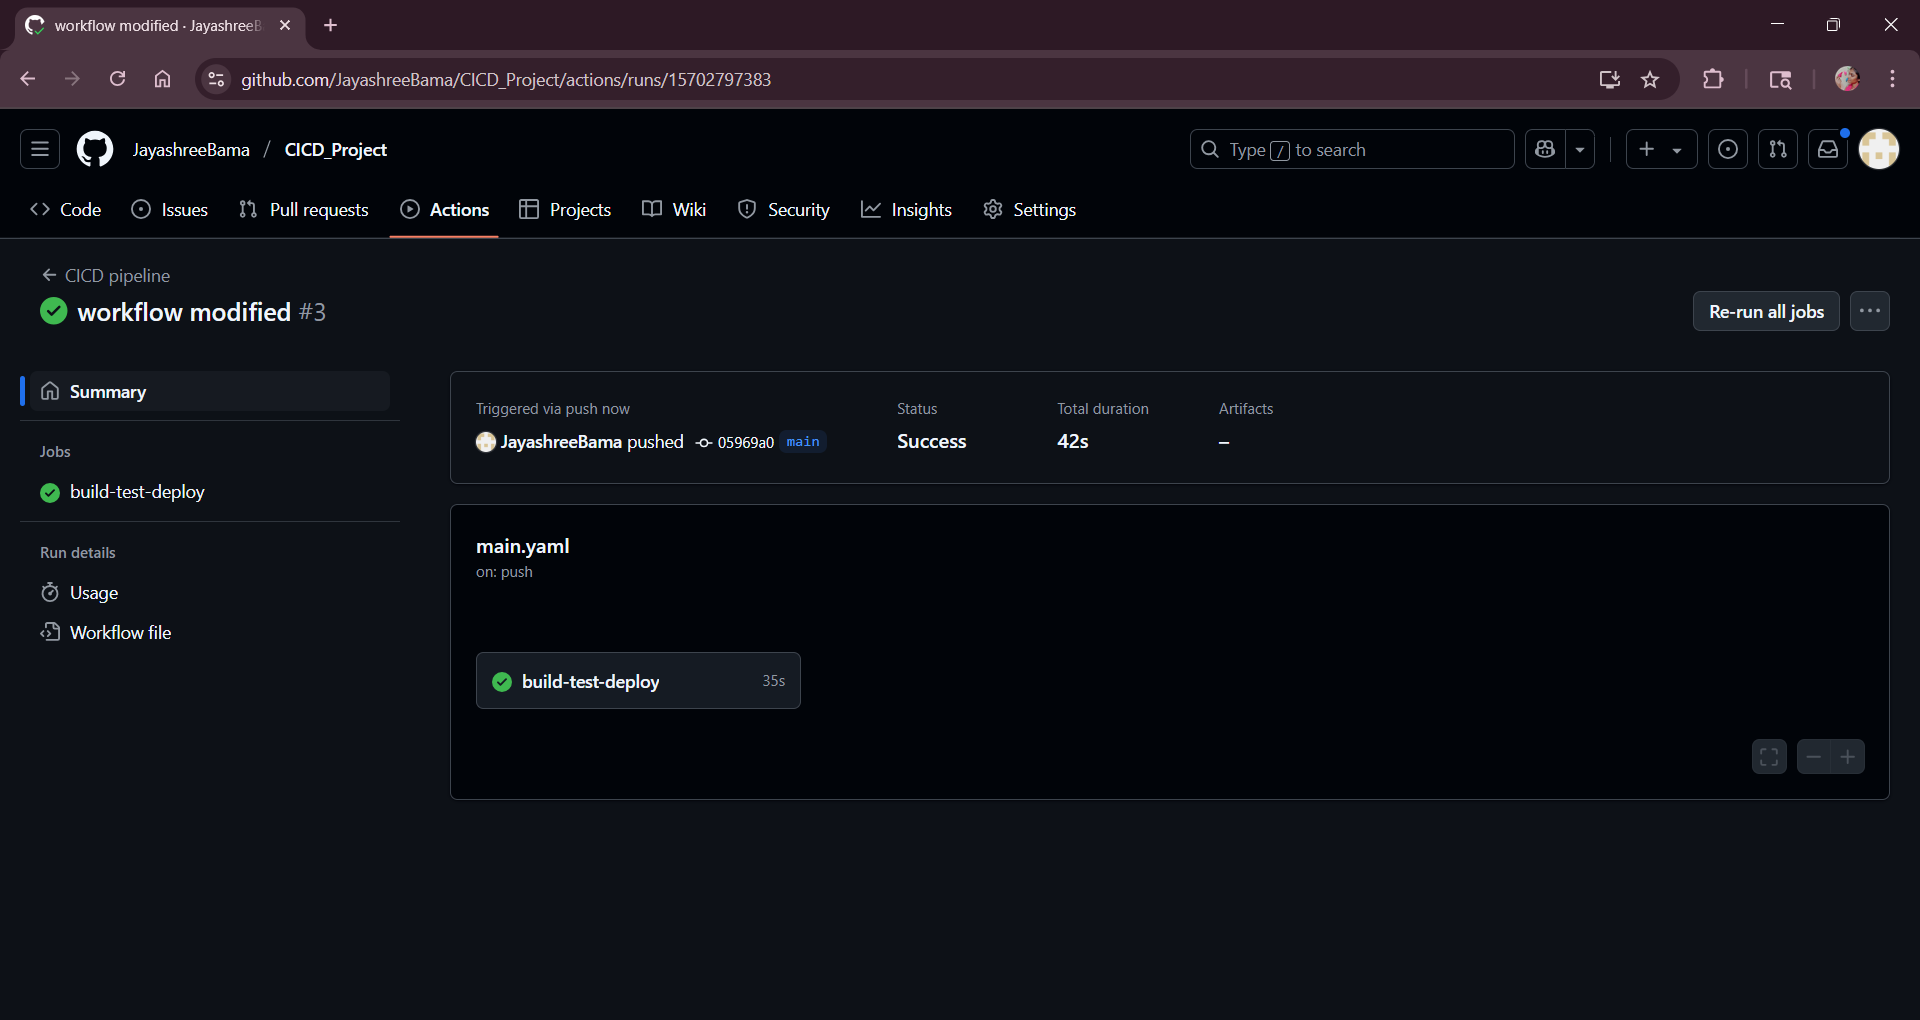 workflow modified · JayashreeB
github.com/JayashreeBama/CICD_Project/actions/runs/15702797383
JayashreeBama / CICD_Project
Type / to search
Code Issues Pull requests Actions Projects Wiki Security Insights Settings
CICD pipeline
workflow modified #3
Re-run all jobs
Summary
Jobs
build-test-deploy
Run details
Usage
Workflow file
Triggered via push now
JayashreeBama pushed 05969a0 main
Status
Success
Total duration
42s
Artifacts
–
main.yaml
on: push
build-test-deploy 35s